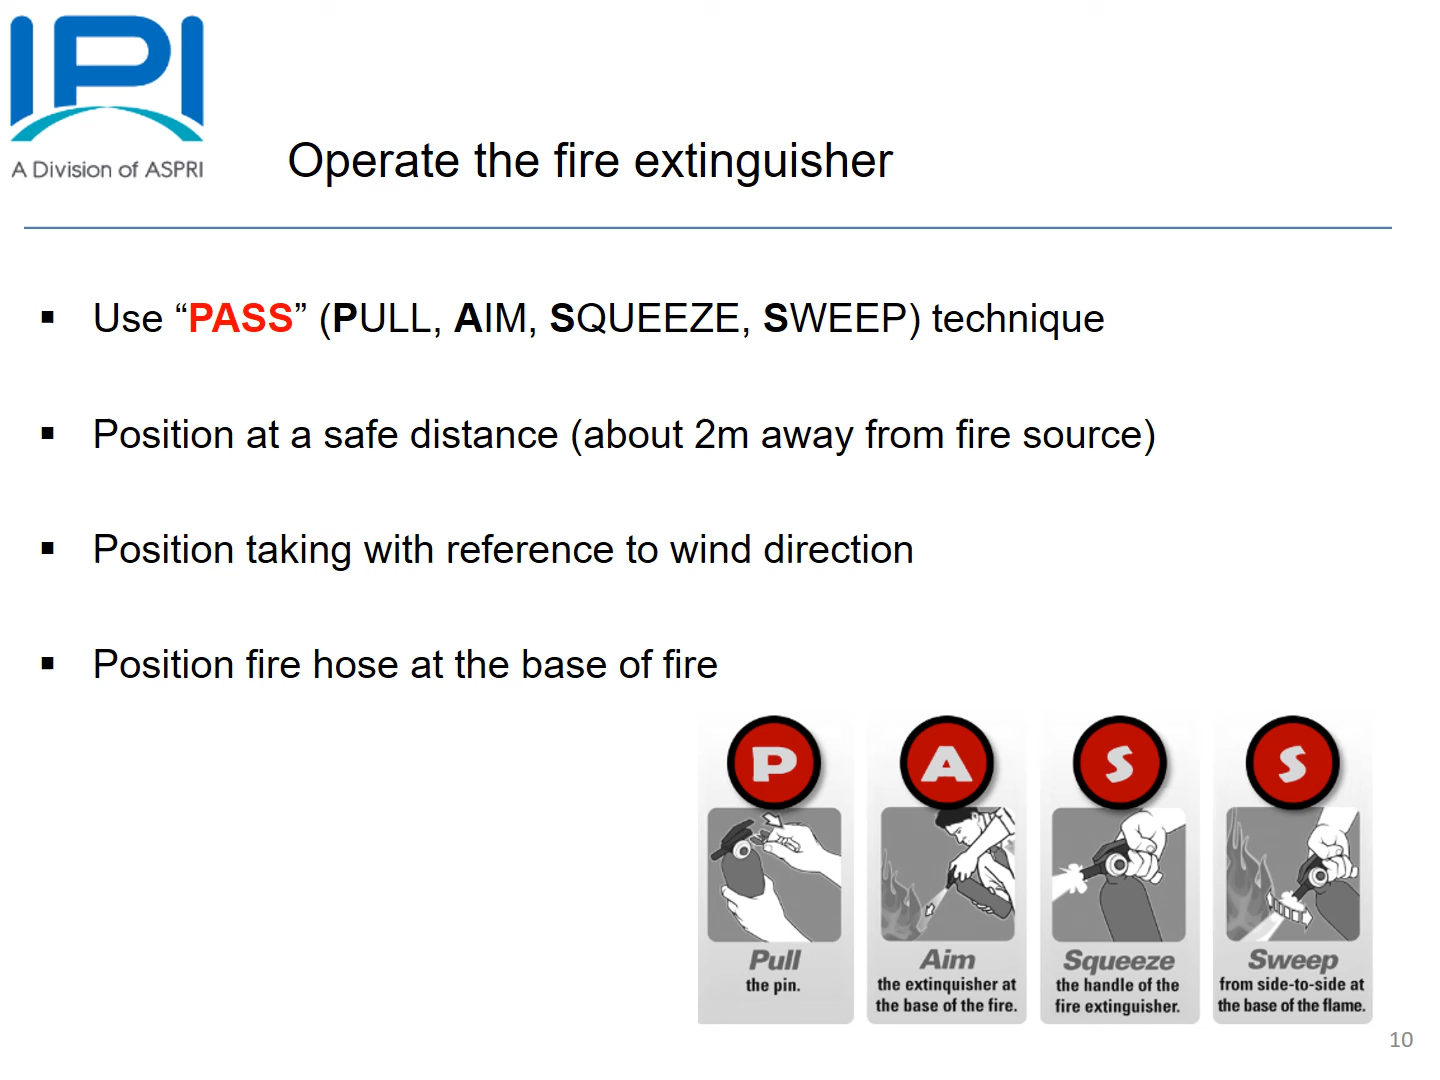 IPI
A Division of ASPRI
Operate the fire extinguisher
▪ Use “PASS” (PULL, AIM, SQUEEZE, SWEEP) technique
▪ Position at a safe distance (about 2m away from fire source)
▪ Position taking with reference to wind direction
▪ Position fire hose at the base of fire
P
Pull
the pin.
A
Aim
the extinquisher at
the base of the fire.
S
Squeeze
the handle of the
fire extinguisher.
S
Sweep
from side-to-side at
the base of the flame.
10